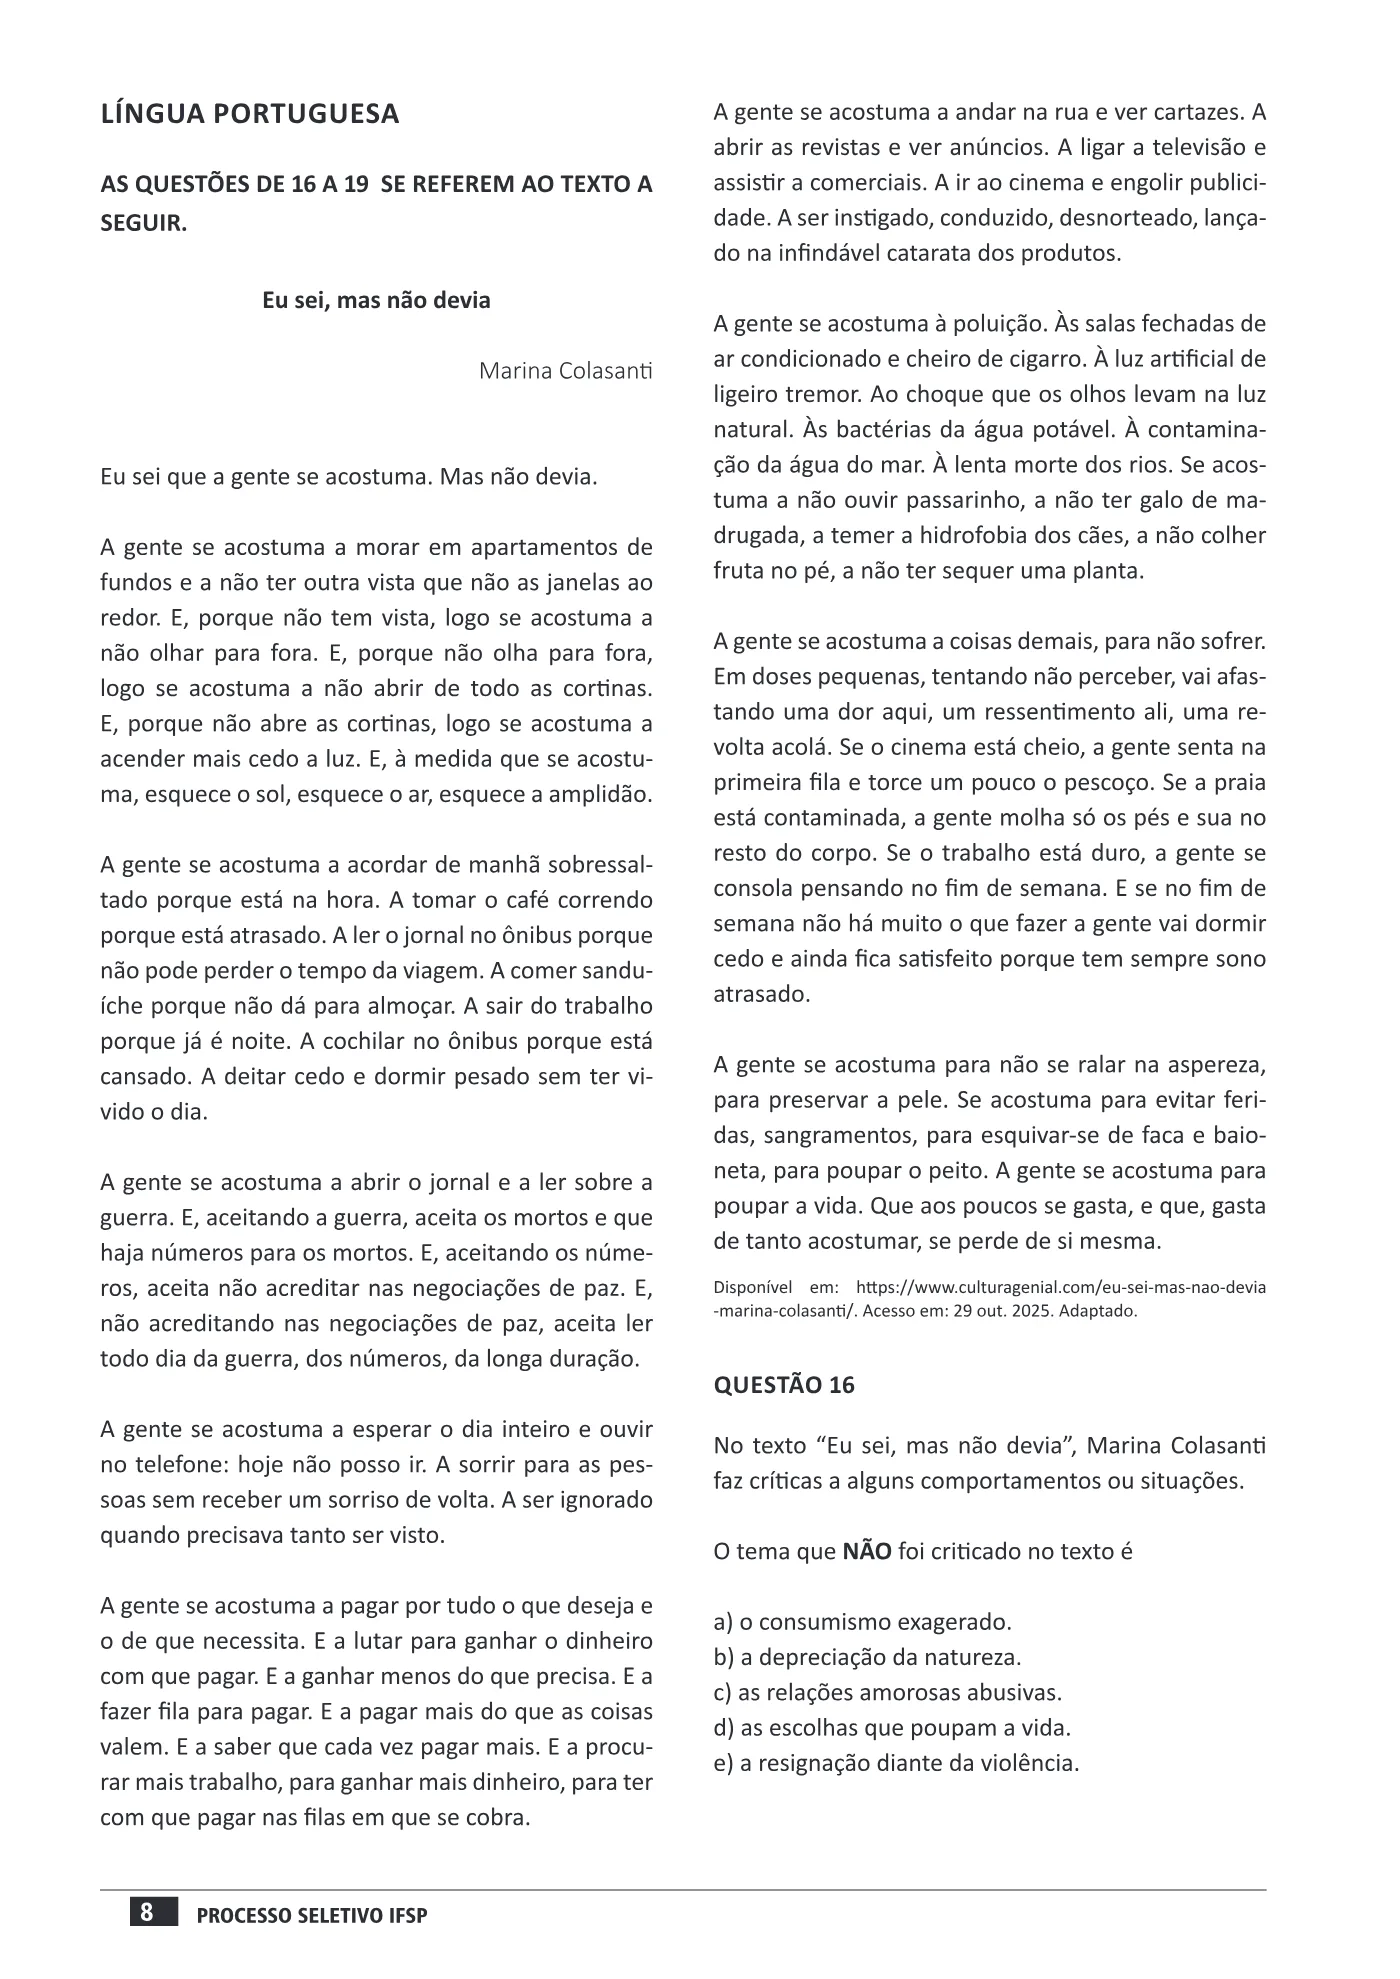 LÍNGUA PORTUGUESA
AS QUESTÕES DE 16 A 19 SE REFEREM AO TEXTO A
SEGUIR.
Eu sei, mas não devia
Marina Colasanti
Eu sei que a gente se acostuma. Mas não devia.
A gente se acostuma a morar em apartamentos de
fundos e a não ter outra vista que não as janelas ao
redor. E, porque não tem vista, logo se acostuma a
não olhar para fora. E, porque não olha para fora,
logo se acostuma a não abrir de todo as cortinas.
E, porque não abre as cortinas, logo se acostuma a
acender mais cedo a luz. E, à medida que se acostu-
ma, esquece o sol, esquece o ar, esquece a amplidão.
A gente se acostuma a acordar de manhã sobressal-
tado porque está na hora. A tomar o café correndo
porque está atrasado. A ler o jornal no ônibus porque
não pode perder o tempo da viagem. A comer sandu-
íche porque não dá para almoçar. A sair do trabalho
porque já é noite. A cochilar no ônibus porque está
cansado. A deitar cedo e dormir pesado sem ter vi-
vido o dia.
A gente se acostuma a abrir o jornal e a ler sobre a
guerra. E, aceitando a guerra, aceita os mortos e que
haja números para os mortos. E, aceitando os núme-
ros, aceita não acreditar nas negociações de paz. E,
não acreditando nas negociações de paz, aceita ler
todo dia da guerra, dos números, da longa duração.
A gente se acostuma a esperar o dia inteiro e ouvir
no telefone: hoje não posso ir. A sorrir para as pes-
soas sem receber um sorriso de volta. A ser ignorado
quando precisava tanto ser visto.
A gente se acostuma a pagar por tudo o que deseja e
o de que necessita. E a lutar para ganhar o dinheiro
com que pagar. E a ganhar menos do que precisa. E a
fazer fila para pagar. E a pagar mais do que as coisas
valem. E a saber que cada vez pagar mais. E a procu-
rar mais trabalho, para ganhar mais dinheiro, para ter
com que pagar nas filas em que se cobra.
A gente se acostuma a andar na rua e ver cartazes. A
abrir as revistas e ver anúncios. A ligar a televisão e
assistir a comerciais. A ir ao cinema e engolir publici-
dade. A ser instigado, conduzido, desnorteado, lança-
do na infindável catarata dos produtos.
A gente se acostuma à poluição. Às salas fechadas de
ar condicionado e cheiro de cigarro. À luz artificial de
ligeiro tremor. Ao choque que os olhos levam na luz
natural. Às bactérias da água potável. À contamina-
ção da água do mar. À lenta morte dos rios. Se acos-
tuma a não ouvir passarinho, a não ter galo de ma-
drugada, a temer a hidrofobia dos cães, a não colher
fruta no pé, a não ter sequer uma planta.
A gente se acostuma a coisas demais, para não sofrer.
Em doses pequenas, tentando não perceber, vai afas-
tando uma dor aqui, um ressentimento ali, uma re-
volta acolá. Se o cinema está cheio, a gente senta na
primeira fila e torce um pouco o pescoço. Se a praia
está contaminada, a gente molha só os pés e sua no
resto do corpo. Se o trabalho está duro, a gente se
consola pensando no fim de semana. E se no fim de
semana não há muito o que fazer a gente vai dormir
cedo e ainda fica satisfeito porque tem sempre sono
atrasado.
A gente se acostuma para não se ralar na aspereza,
para preservar a pele. Se acostuma para evitar feri-
das, sangramentos, para esquivar-se de faca e baio-
neta, para poupar o peito. A gente se acostuma para
poupar a vida. Que aos poucos se gasta, e que, gasta
de tanto acostumar, se perde de si mesma.
Disponível em: https://www.culturagenial.com/eu-sei-mas-nao-devia
-marina-colasanti/. Acesso em: 29 out. 2025. Adaptado.
QUESTÃO 16
No texto “Eu sei, mas não devia”, Marina Colasanti
faz críticas a alguns comportamentos ou situações.
O tema que NÃO foi criticado no texto é
a) o consumismo exagerado.
b) a depreciação da natureza.
c) as relações amorosas abusivas.
d) as escolhas que poupam a vida.
e) a resignação diante da violência.
8 PROCESSO SELETIVO IFSP